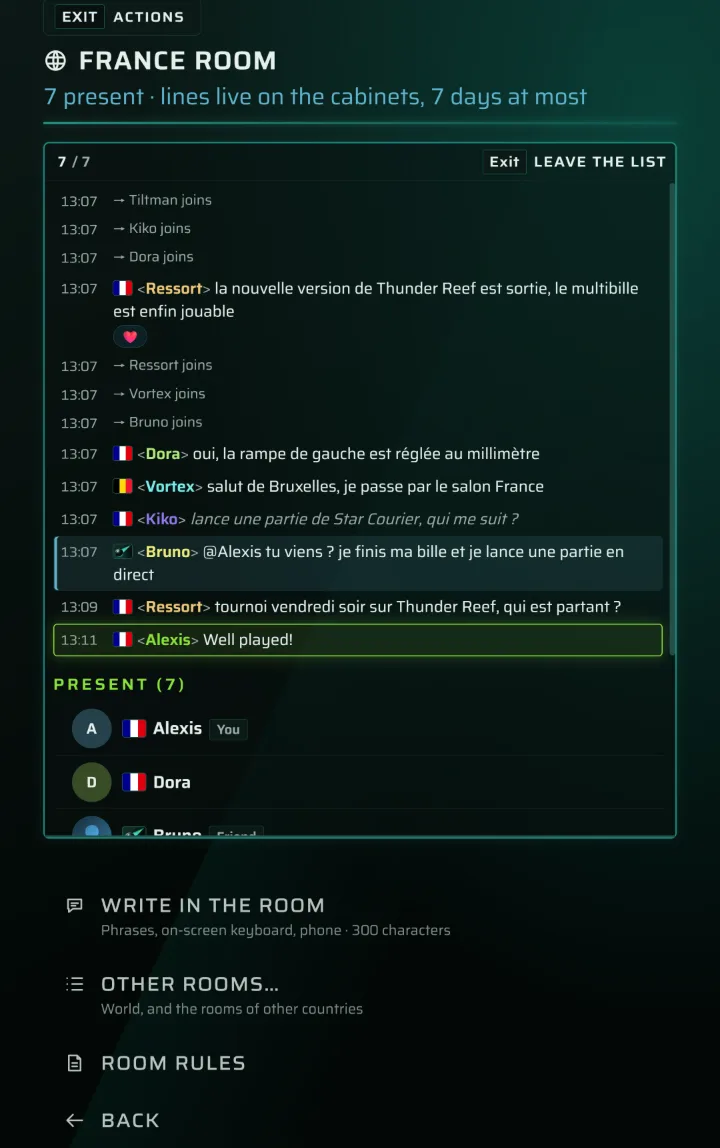 EXIT ACTIONS
FRANCE ROOM
7 present · lines live on the cabinets, 7 days at most
7 / 7 Exit LEAVE THE LIST
13:07 → Tiltman joins
13:07 → Kiko joins
13:07 → Dora joins
13:07 <Ressort> la nouvelle version de Thunder Reef est sortie, le multibille
est enfin jouable
13:07 → Ressort joins
13:07 → Vortex joins
13:07 → Bruno joins
13:07 <Dora> oui, la rampe de gauche est réglée au millimètre
13:07 <Vortex> salut de Bruxelles, je passe par le salon France
13:07 <Kiko> lance une partie de Star Courier, qui me suit ?
13:07 <Bruno> @Alexis tu viens ? je finis ma bille et je lance une partie en
direct
13:09 <Ressort> tournoi vendredi soir sur Thunder Reef, qui est partant ?
13:11 <Alexis> Well played!
PRESENT (7)
A Alexis You
D Dora
Bruno Friend
WRITE IN THE ROOM
Phrases, on-screen keyboard, phone · 300 characters
OTHER ROOMS...
World, and the rooms of other countries
ROOM RULES
← BACK